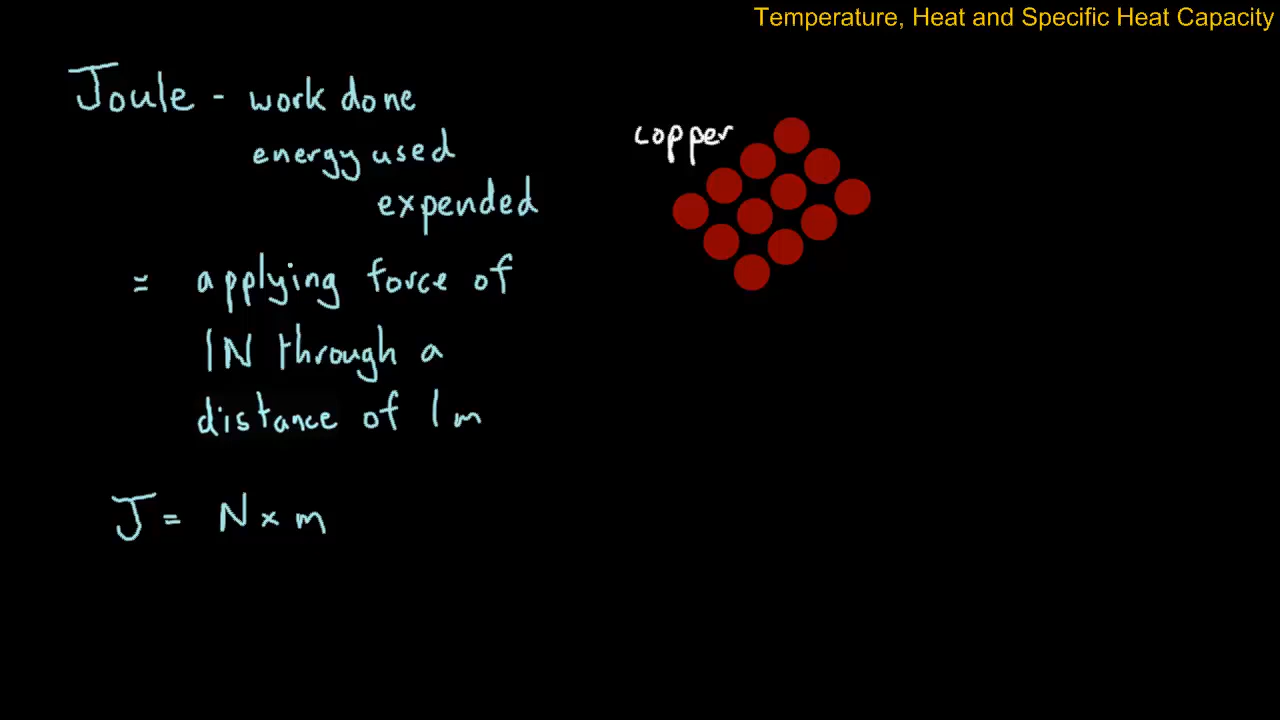 Temperature, Heat and Specific Heat Capacity
Joule - work done
energy used
expended
= applying force of
1N through a
distance of 1m
J = N × m
copper